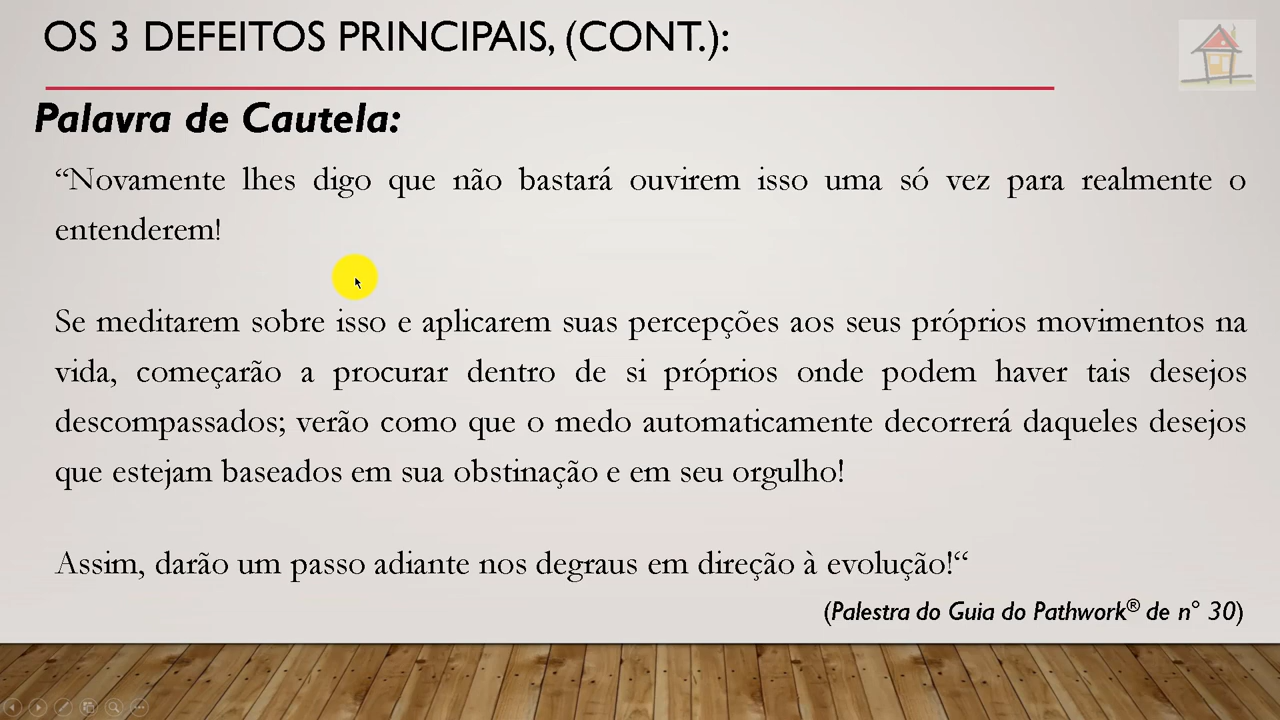 OS 3 DEFEITOS PRINCIPAIS, (CONT.):
Palavra de Cautela:
“Novamente lhes digo que não bastará ouvirem isso uma só vez para realmente o
entenderem!
Se meditarem sobre isso e aplicarem suas percepções aos seus próprios movimentos na
vida, começarão a procurar dentro de si próprios onde podem haver tais desejos
descompassados; verão como que o medo automaticamente decorrerá daqueles desejos
que estejam baseados em sua obstinação e em seu orgulho!
Assim, darão um passo adiante nos degraus em direção à evolução!“
(Palestra do Guia do Pathwork® de n° 30)